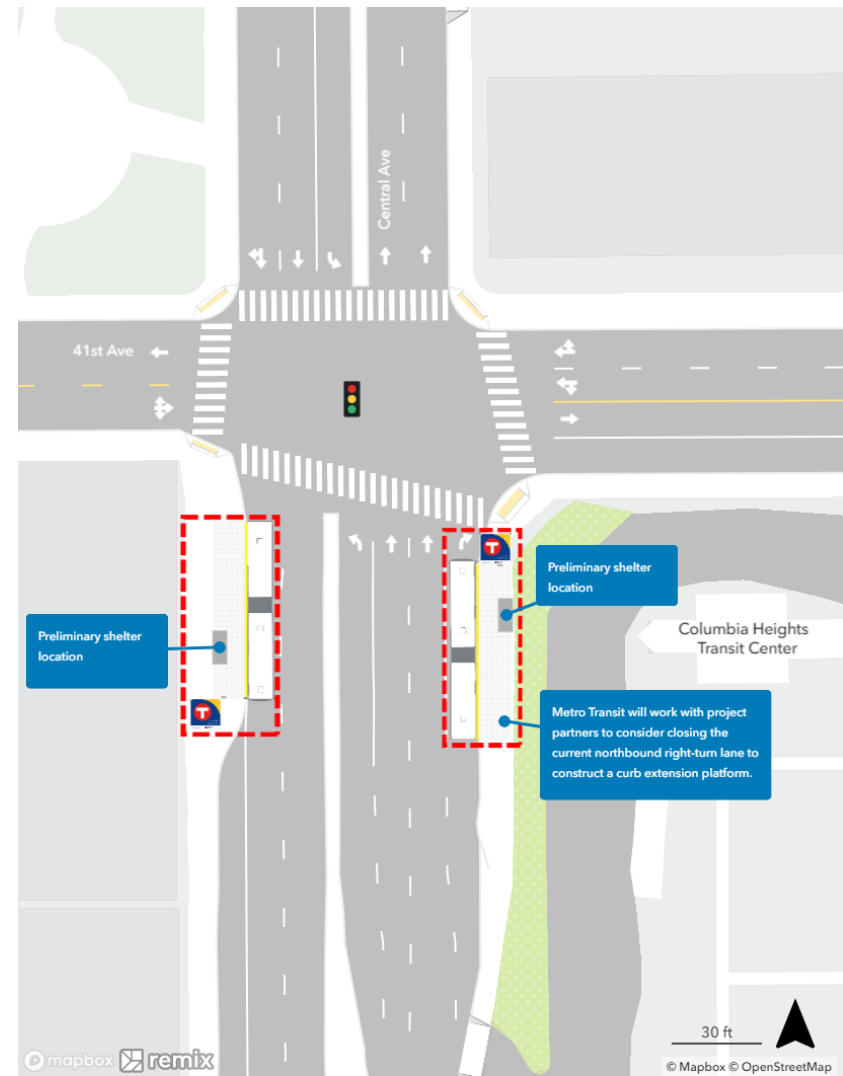 Central Ave
41st Ave
Preliminary shelter
location
Columbia Heights
Transit Center
Preliminary shelter
location
T
Metro Transit will work with project
partners to consider closing the
current northbound right-turn lane to
construct a curb extension platform.
T
30 ft
mapbox remix
© Mapbox © OpenStreetMap